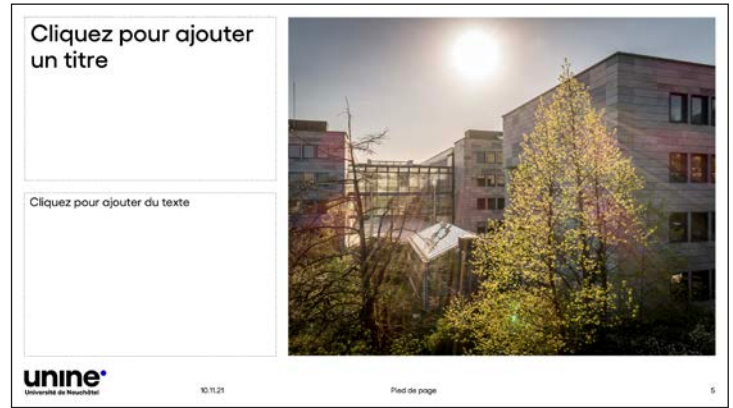 Cliquez pour ajouter
un titre
Cliquez pour ajouter du texte
unine
Université de Neuchâtel
10.11.21
Pied de page
5